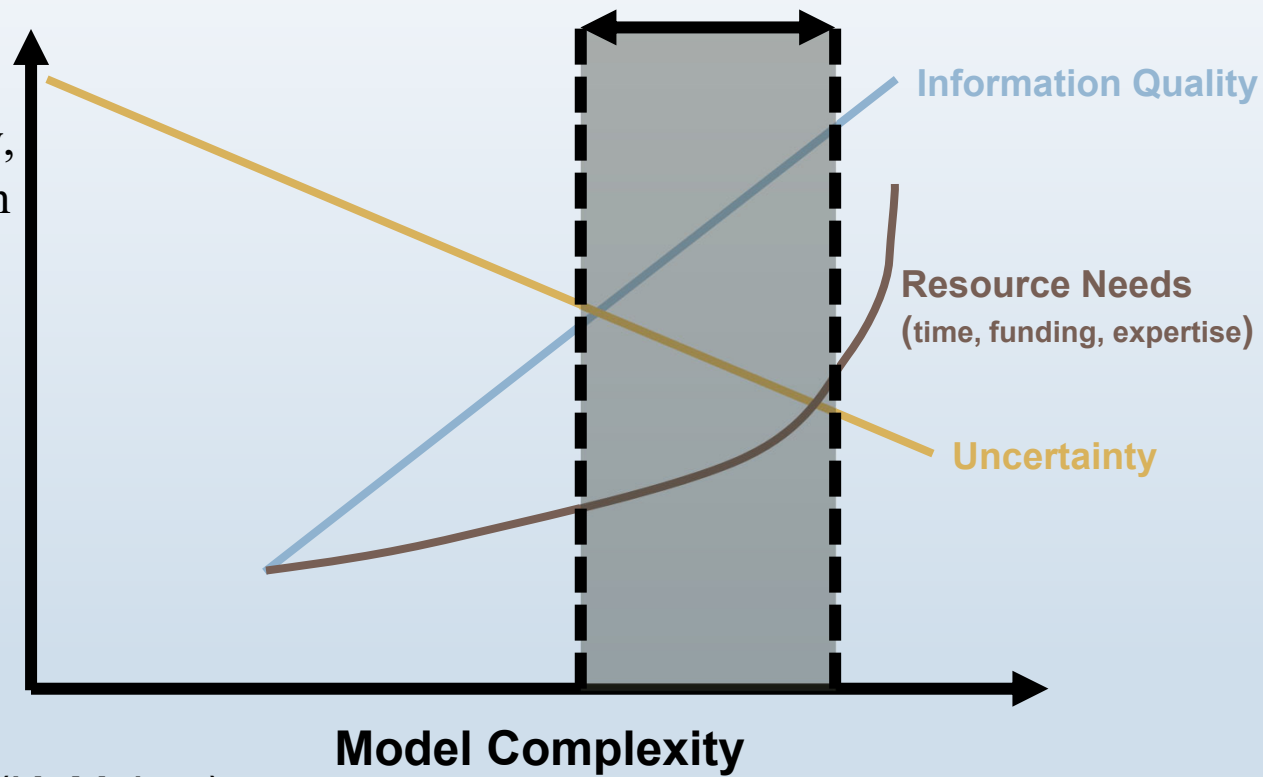 Information Quality
Resource Needs
(time, funding, expertise)
Uncertainty
Model Complexity